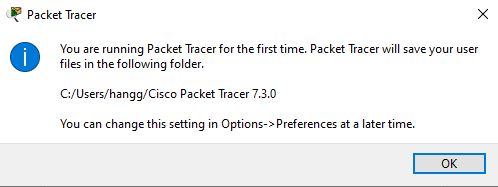 Packet Tracer
You are running Packet Tracer for the first time. Packet Tracer will save your user
files in the following folder.
C:/Users/hangg/Cisco Packet Tracer 7.3.0
You can change this setting in Options->Preferences at a later time.
OK